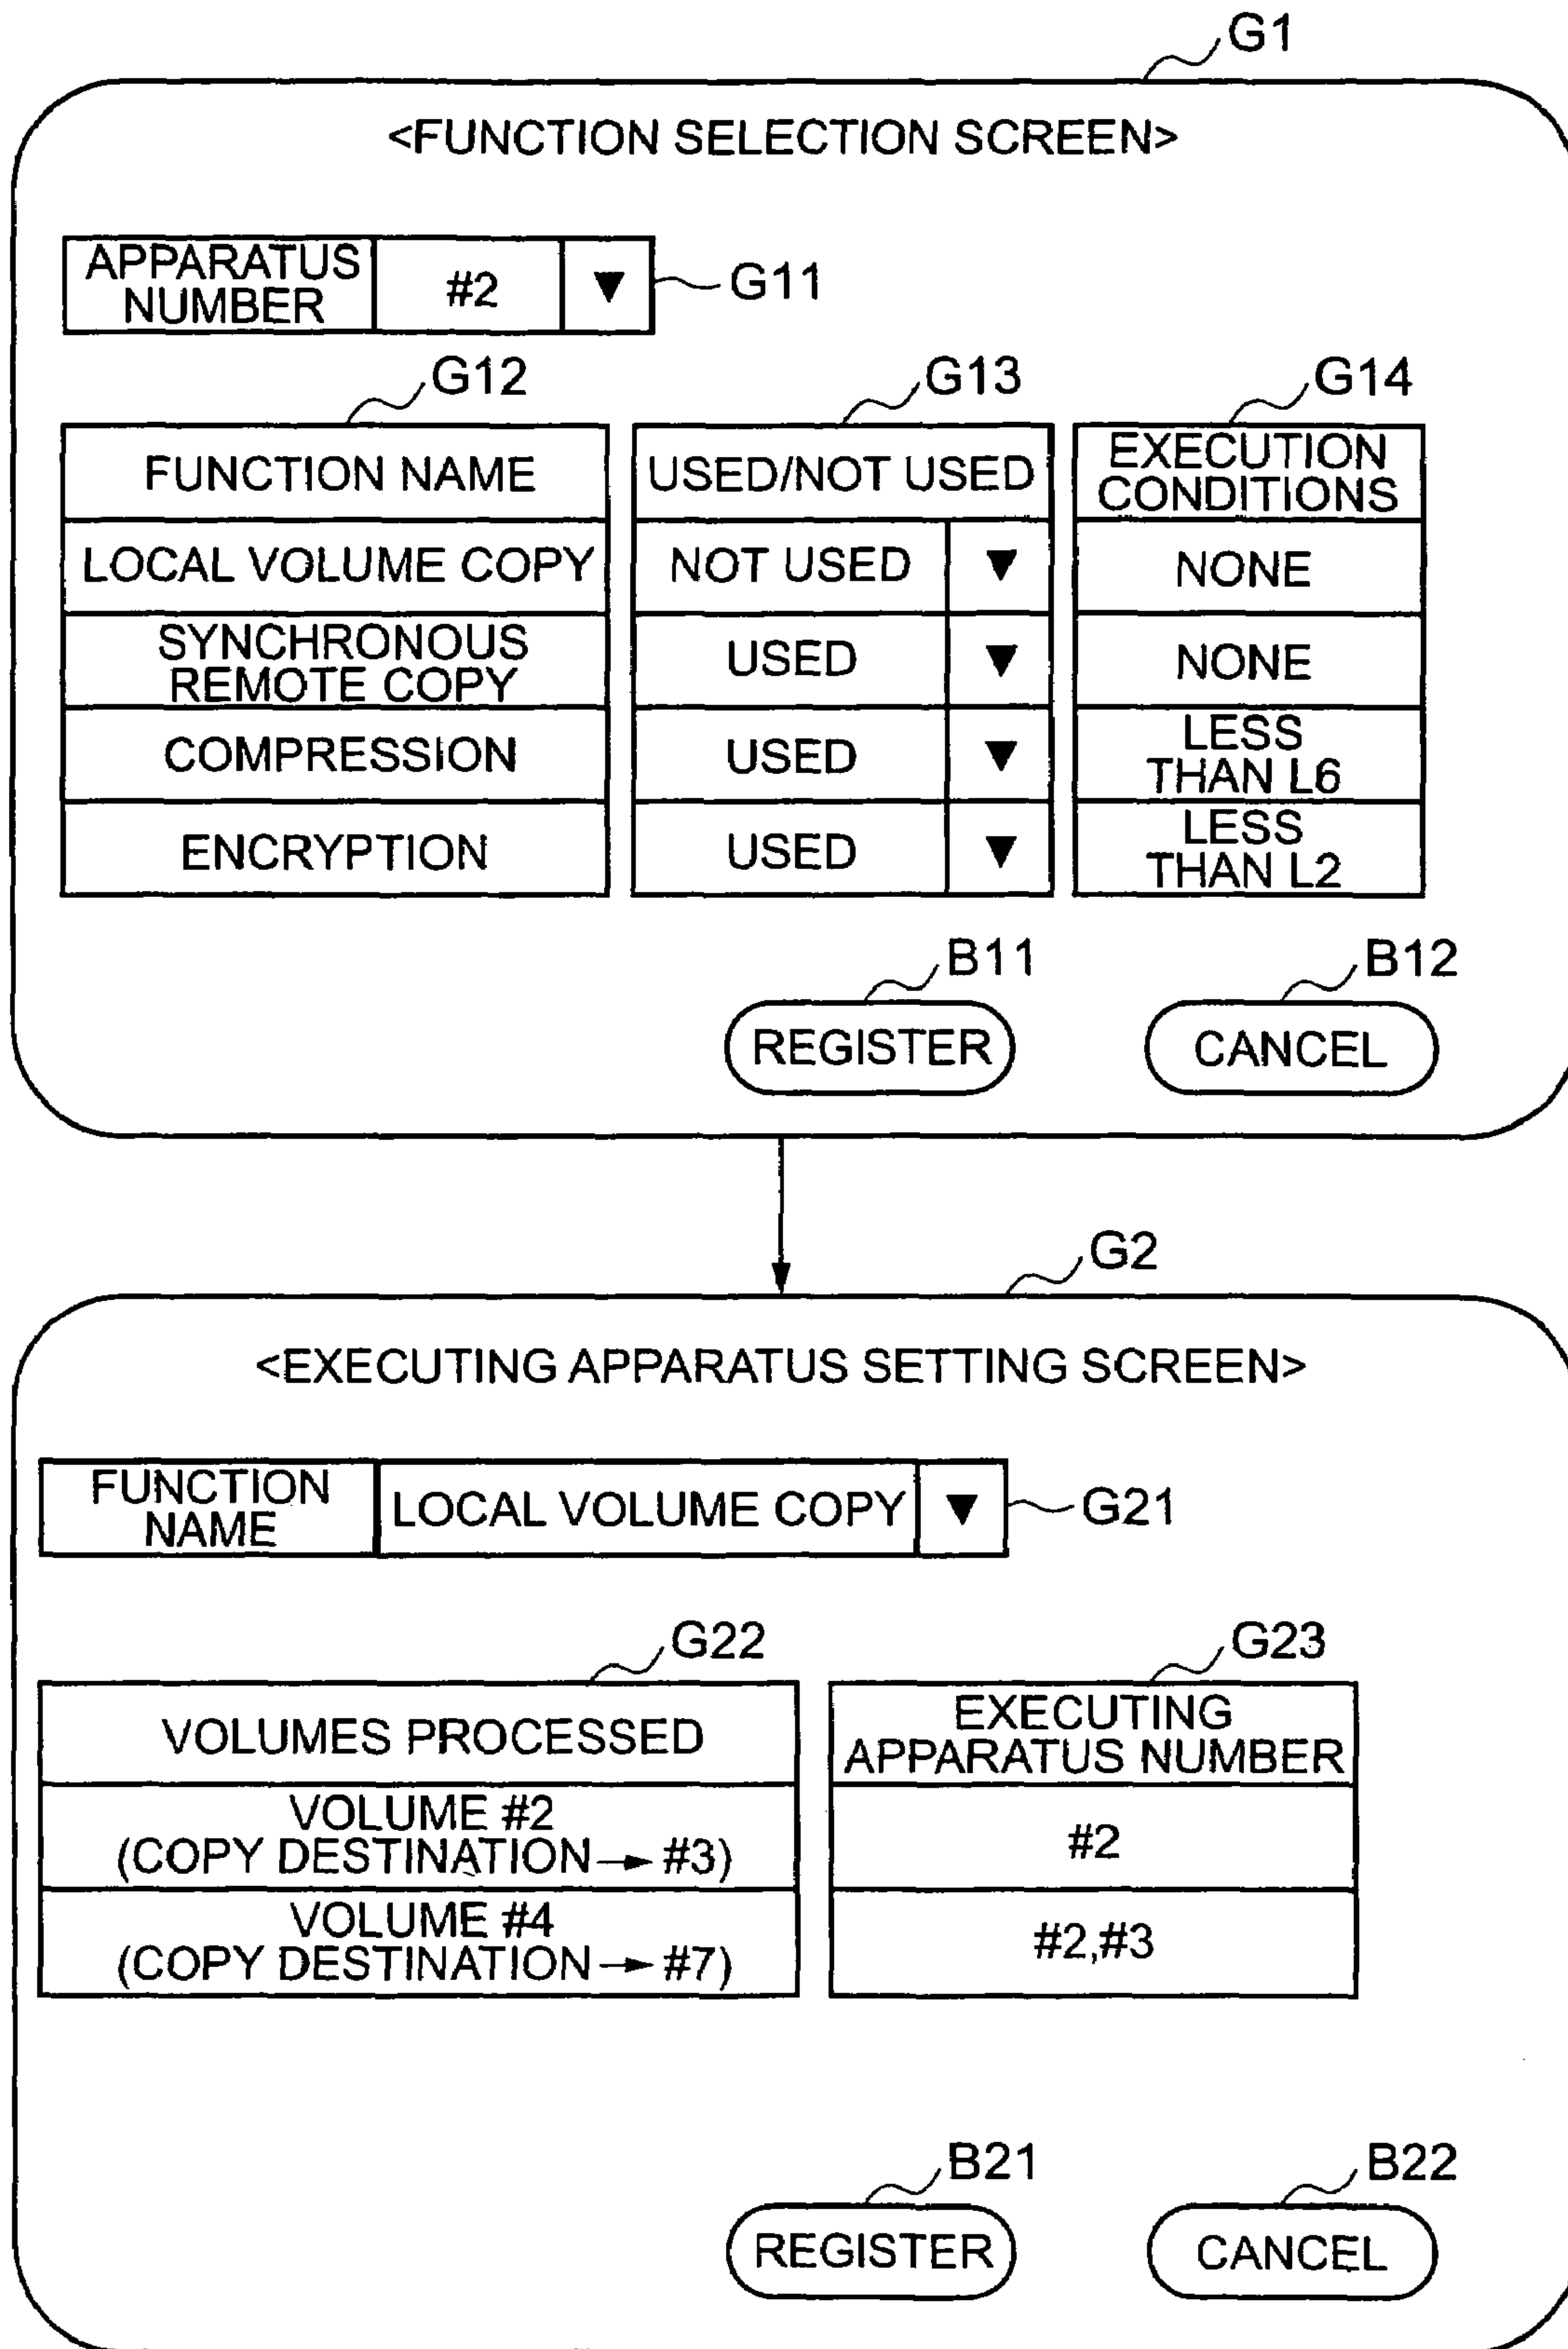 G1
<FUNCTION SELECTION SCREEN>
APPARATUS
NUMBER
#2
▼
G11
G12
G13
G14
FUNCTION NAME
USED/NOT USED
EXECUTION
CONDITIONS
LOCAL VOLUME COPY
NOT USED
▼
NONE
SYNCHRONOUS
REMOTE COPY
USED
▼
NONE
COMPRESSION
USED
▼
LESS
THAN L6
ENCRYPTION
USED
▼
LESS
THAN L2
B11
B12
REGISTER
CANCEL
G2
<EXECUTING APPARATUS SETTING SCREEN>
FUNCTION
NAME
LOCAL VOLUME COPY
▼
G21
G22
G23
VOLUMES PROCESSED
EXECUTING
APPARATUS NUMBER
VOLUME #2
(COPY DESTINATION→ #3)
#2
VOLUME #4
(COPY DESTINATION→ #7)
#2,#3
B21
B22
REGISTER
CANCEL